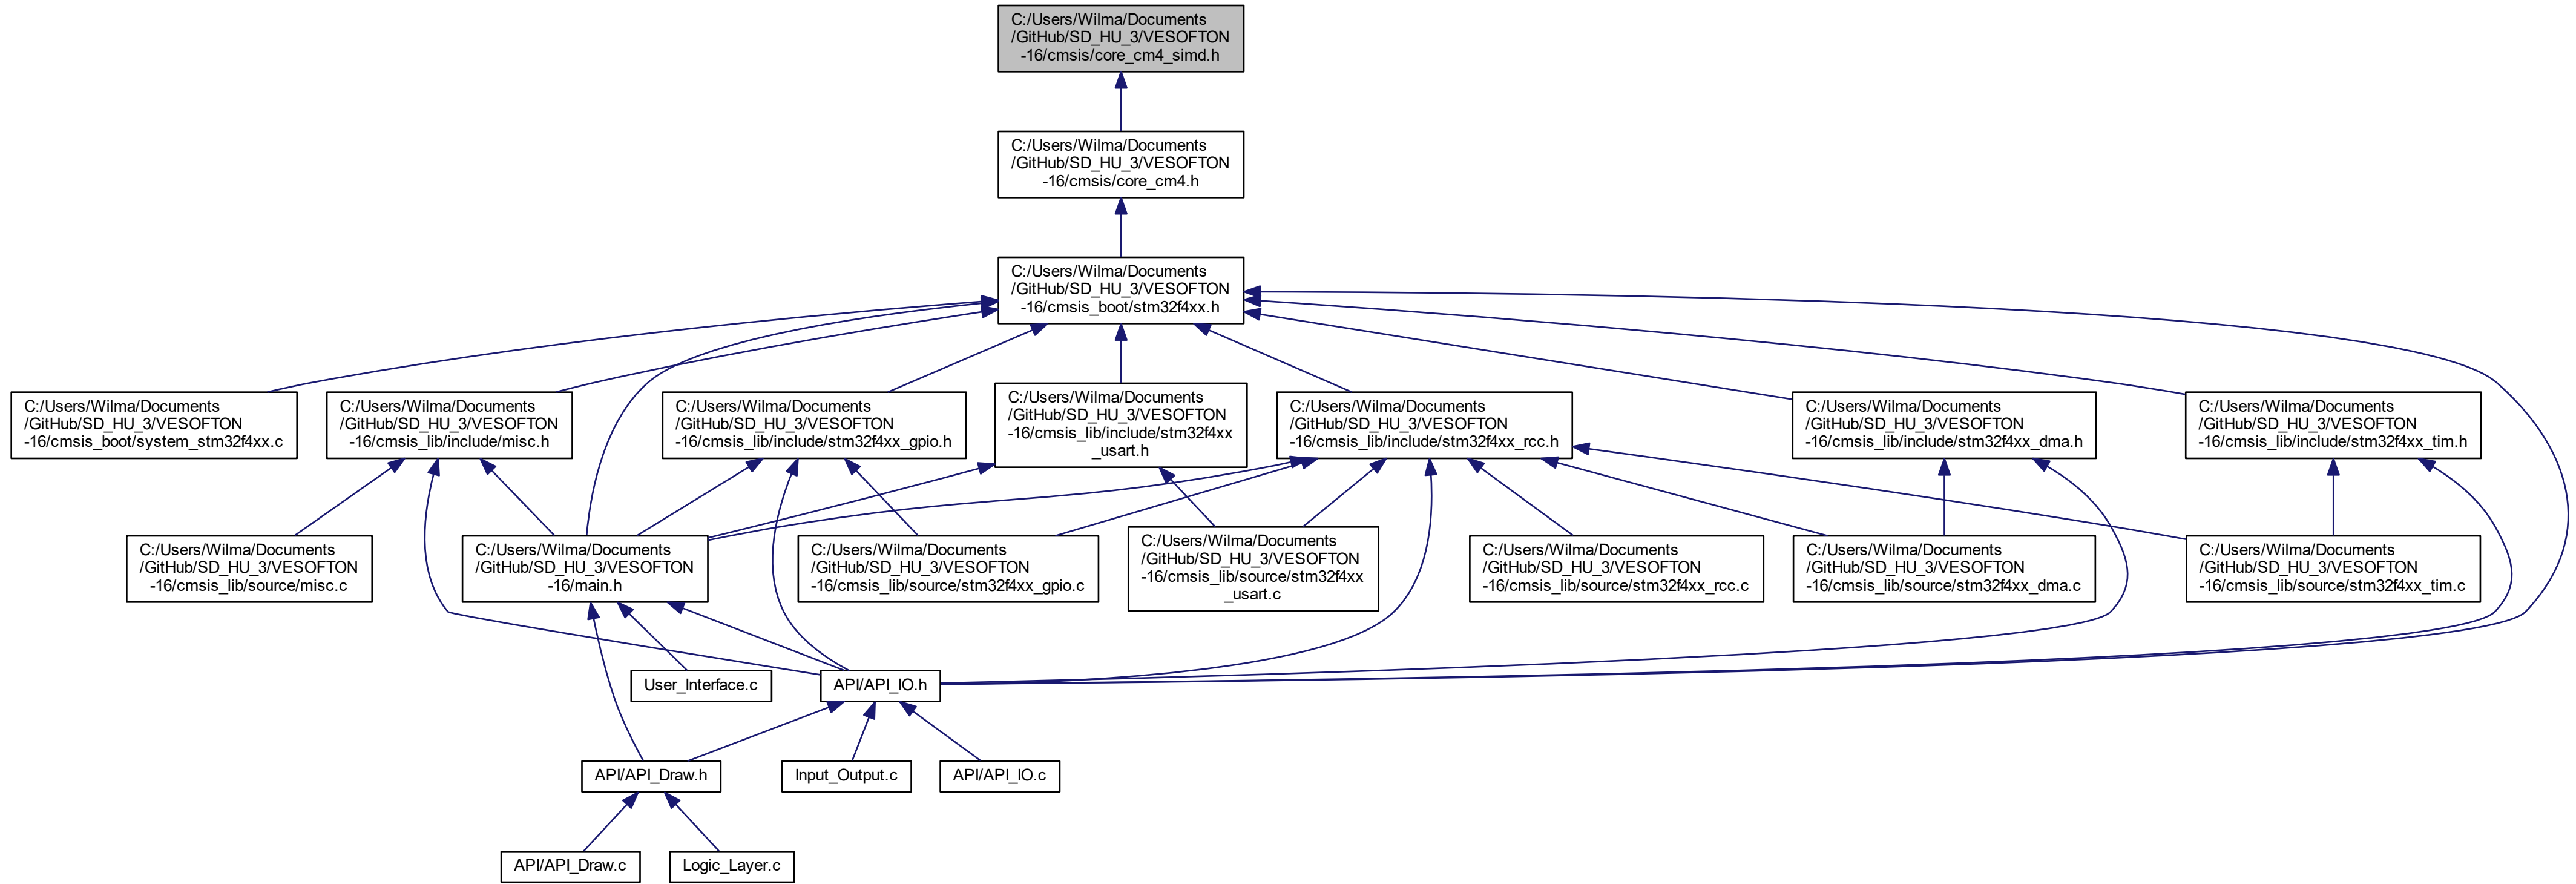 C:/Users/Wilma/Documents
/GitHub/SD_HU_3/VESOFTON
-16/cmsis/core_cm4_simd.h
C:/Users/Wilma/Documents
/GitHub/SD_HU_3/VESOFTON
-16/cmsis/core_cm4.h
C:/Users/Wilma/Documents
/GitHub/SD_HU_3/VESOFTON
-16/cmsis_boot/stm32f4xx.h
C:/Users/Wilma/Documents
/GitHub/SD_HU_3/VESOFTON
-16/cmsis_boot/system_stm32f4xx.c
C:/Users/Wilma/Documents
/GitHub/SD_HU_3/VESOFTON
-16/cmsis_lib/include/misc.h
C:/Users/Wilma/Documents
/GitHub/SD_HU_3/VESOFTON
-16/cmsis_lib/include/stm32f4xx_gpio.h
C:/Users/Wilma/Documents
/GitHub/SD_HU_3/VESOFTON
-16/cmsis_lib/include/stm32f4xx
_usart.h
C:/Users/Wilma/Documents
/GitHub/SD_HU_3/VESOFTON
-16/cmsis_lib/include/stm32f4xx_rcc.h
C:/Users/Wilma/Documents
/GitHub/SD_HU_3/VESOFTON
-16/cmsis_lib/include/stm32f4xx_dma.h
C:/Users/Wilma/Documents
/GitHub/SD_HU_3/VESOFTON
-16/cmsis_lib/include/stm32f4xx_tim.h
C:/Users/Wilma/Documents
/GitHub/SD_HU_3/VESOFTON
-16/cmsis_lib/source/misc.c
C:/Users/Wilma/Documents
/GitHub/SD_HU_3/VESOFTON
-16/main.h
C:/Users/Wilma/Documents
/GitHub/SD_HU_3/VESOFTON
-16/cmsis_lib/source/stm32f4xx_gpio.c
C:/Users/Wilma/Documents
/GitHub/SD_HU_3/VESOFTON
-16/cmsis_lib/source/stm32f4xx
_usart.c
C:/Users/Wilma/Documents
/GitHub/SD_HU_3/VESOFTON
-16/cmsis_lib/source/stm32f4xx_rcc.c
C:/Users/Wilma/Documents
/GitHub/SD_HU_3/VESOFTON
-16/cmsis_lib/source/stm32f4xx_dma.c
C:/Users/Wilma/Documents
/GitHub/SD_HU_3/VESOFTON
-16/cmsis_lib/source/stm32f4xx_tim.c
User_Interface.c
API/API_IO.h
API/API_Draw.h
Input_Output.c
API/API_IO.c
API/API_Draw.c
Logic_Layer.c